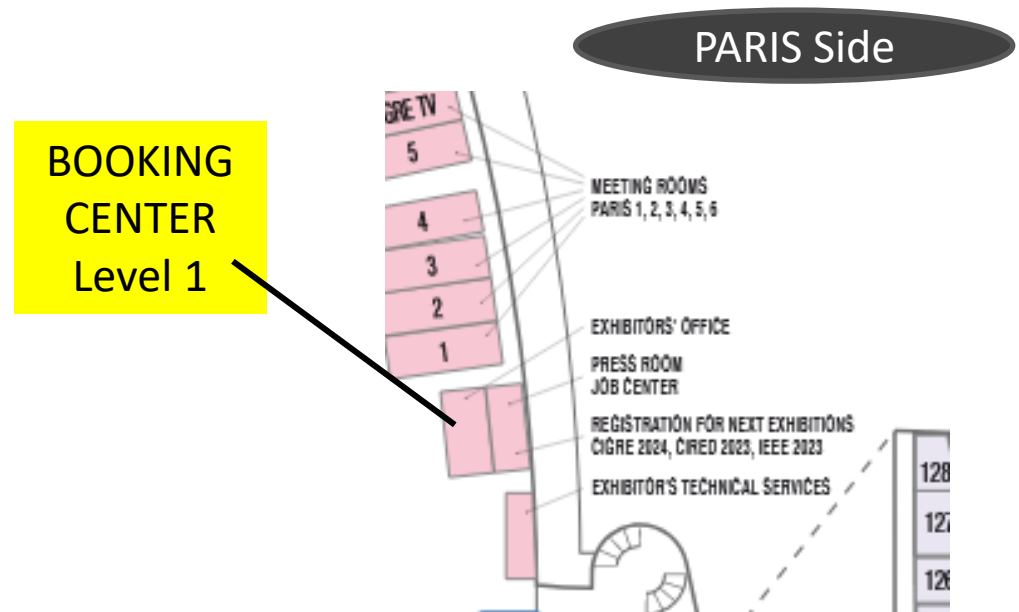 PARIS Side
BOOKING
CENTER
Level 1
GRE TV
5
4
3
2
1
MEETING ROOMS
PARIS 1, 2, 3, 4, 5, 6
EXHIBITORS' OFFICE
PRESS ROOM
JOB CENTER
REGISTRATION FOR NEXT EXHIBITIONS
CIGRE 2024, CIRED 2023, IEEE 2023
EXHIBITOR'S TECHNICAL SERVICES
128
127
126